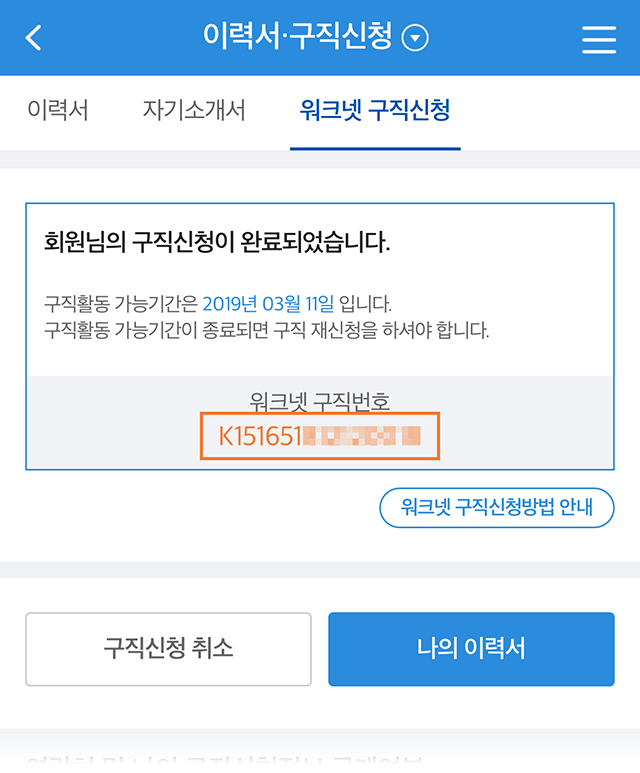 이력서·구직신청
이력서 자기소개서 워크넷 구직신청
회원님의 구직신청이 완료되었습니다.
구직활동 가능기간은 2019년 03월 11일 입니다.
구직활동 가능기간이 종료되면 구직 재신청을 하셔야 합니다.
워크넷 구직번호
K151651
워크넷 구직신청방법 안내
구직신청 취소 나의 이력서